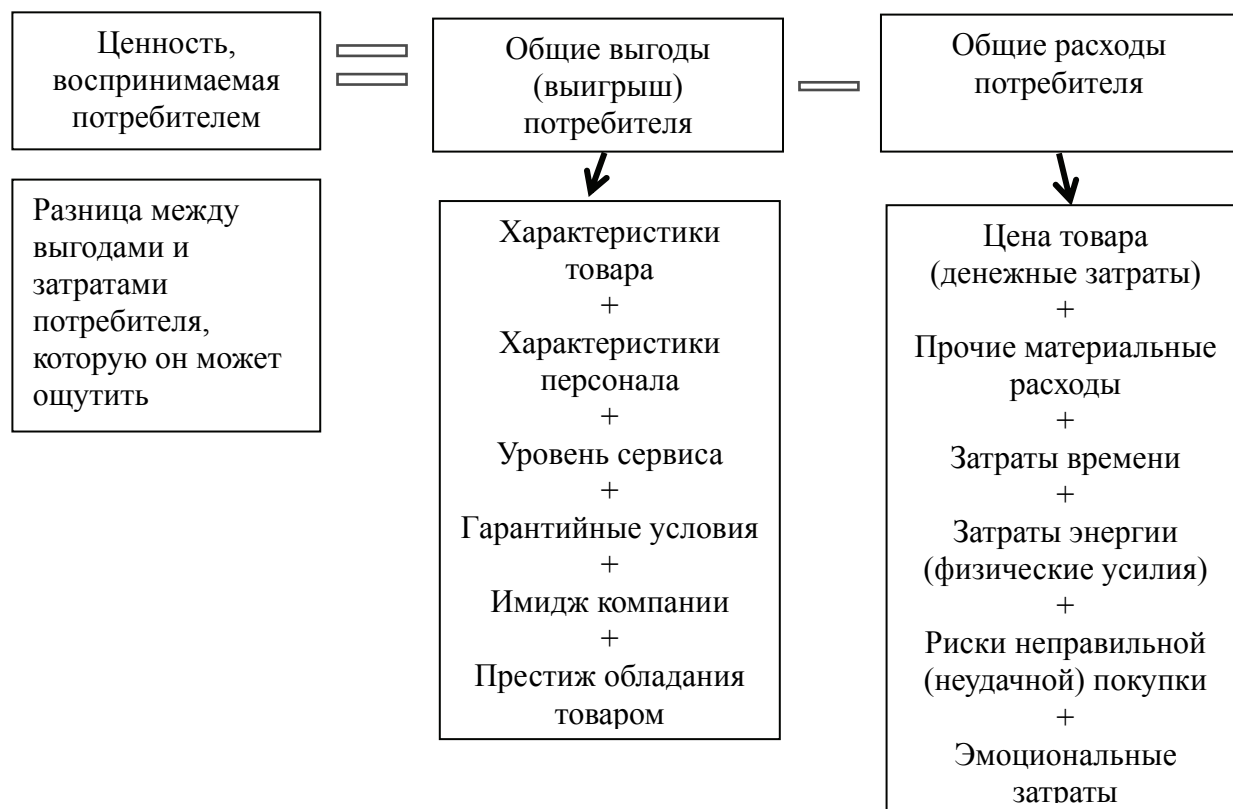 Ценность,
воспринимаемая
потребителем
Общие выгоды
(выигрыш)
потребителя
Общие расходы
потребителя
Разница между
выгодами и
затратами
потребителя,
которую он может
ощутить
Характеристики
товара
+
Характеристики
персонала
+
Уровень сервиса
+
Гарантийные условия
+
Имидж компании
+
Престиж обладания
товаром
Цена товара
(денежные затраты)
+
Прочие материальные
расходы
+
Затраты времени
+
Затраты энергии
(физические усилия)
+
Риски неправильной
(неудачной) покупки
+
Эмоциональные
затраты